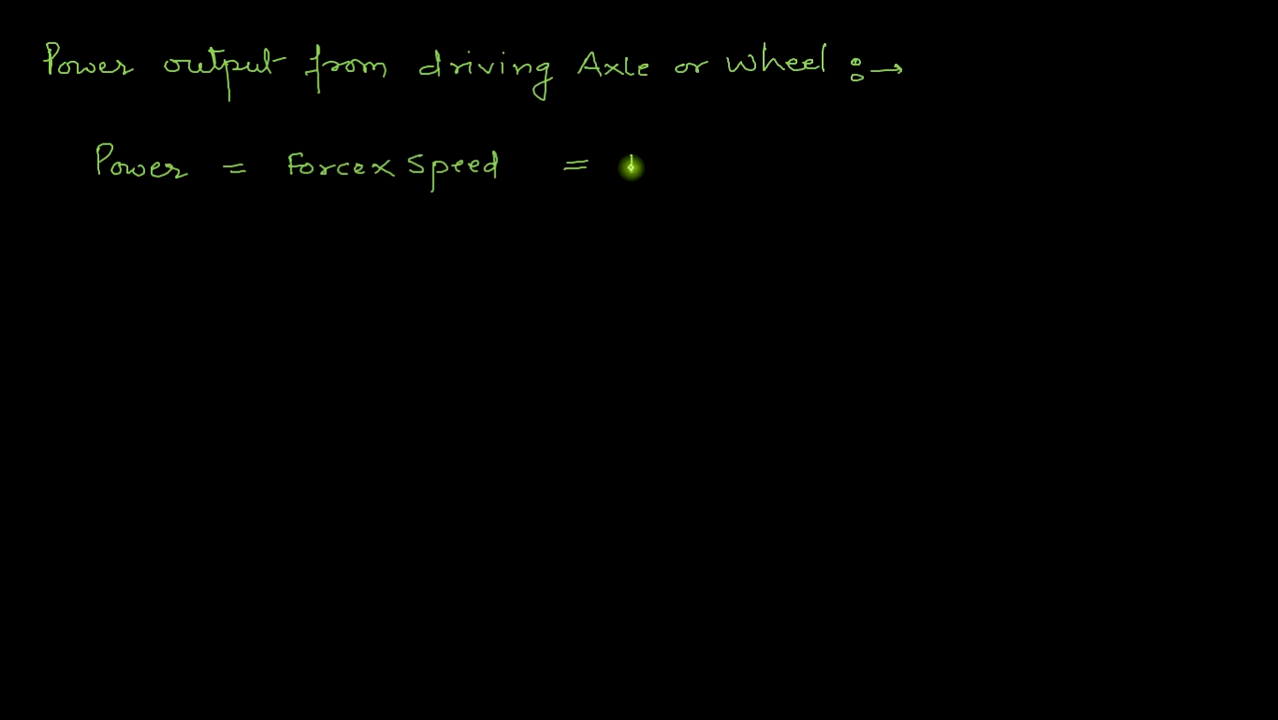 Power output from driving Axle or wheel :→
Power = Force x Speed =